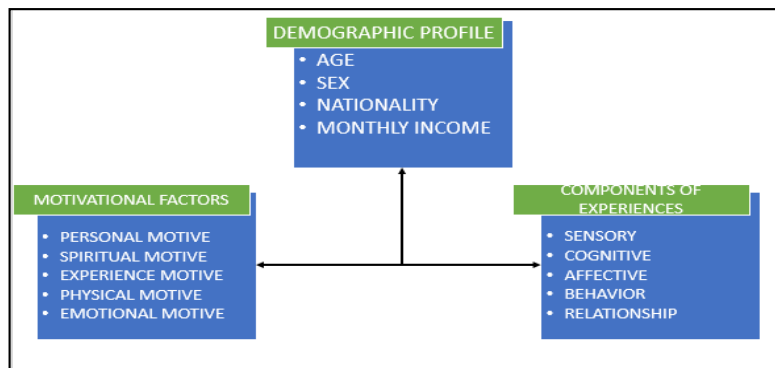 DEMOGRAPHIC PROFILE
• AGE
• SEX
• NATIONALITY
• MONTHLY INCOME
MOTIVATIONAL FACTORS
• PERSONAL MOTIVE
• SPIRITUAL MOTIVE
• EXPERIENCE MOTIVE
• PHYSICAL MOTIVE
• EMOTIONAL MOTIVE
COMPONENTS OF
EXPERIENCES
• SENSORY
• COGNITIVE
• AFFECTIVE
• BEHAVIOR
• RELATIONSHIP